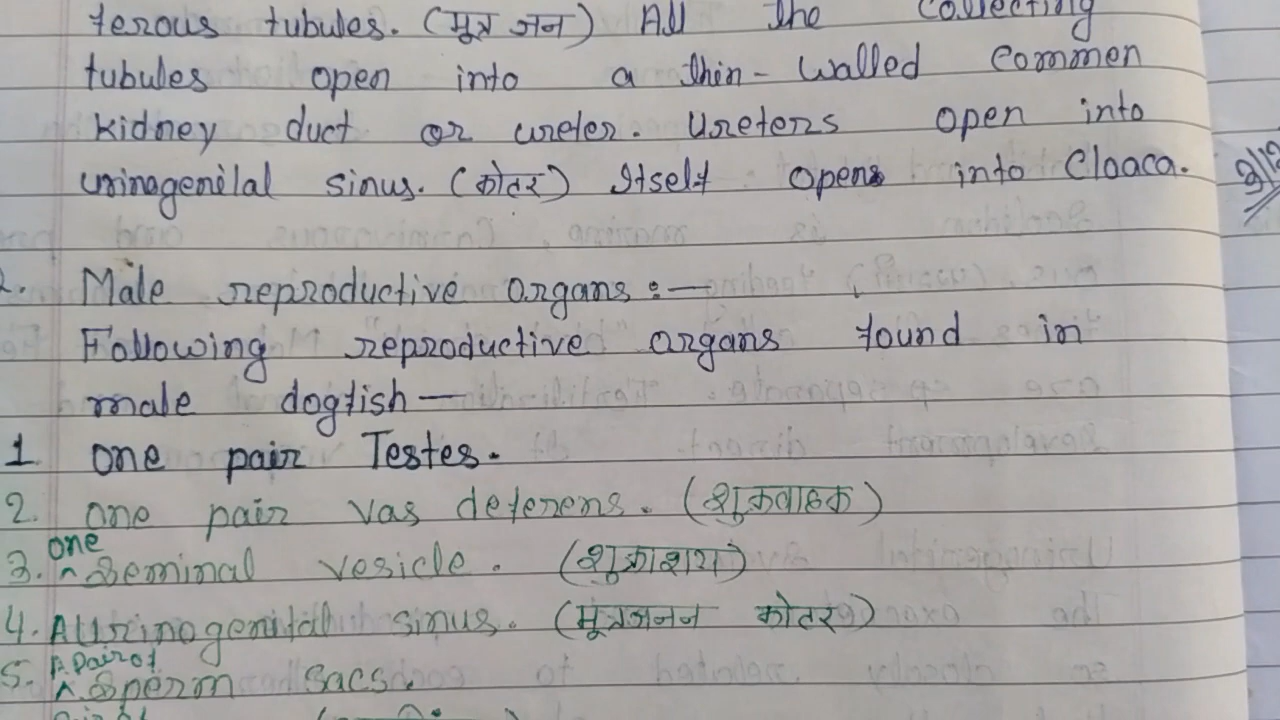 terous tubules. (मूत्र जन) All the Collecting
tubules open into a thin-walled commen
kidney duct or ureter. Ureters open into
urinogenital sinus. (कोटर) Itself opens into Cloaca.
2. Male reproductive organs :—
Following reproductive organs found in
male dogfish—
1 one pair Testes.
2. one pair vas deferens. (शुक्रवाहक)
3. one seminal vesicle. (शुक्राशय)
4. A Urinogenital sinus. (मूत्रजनन कोटर)
5. A Pair of sperm sacs.